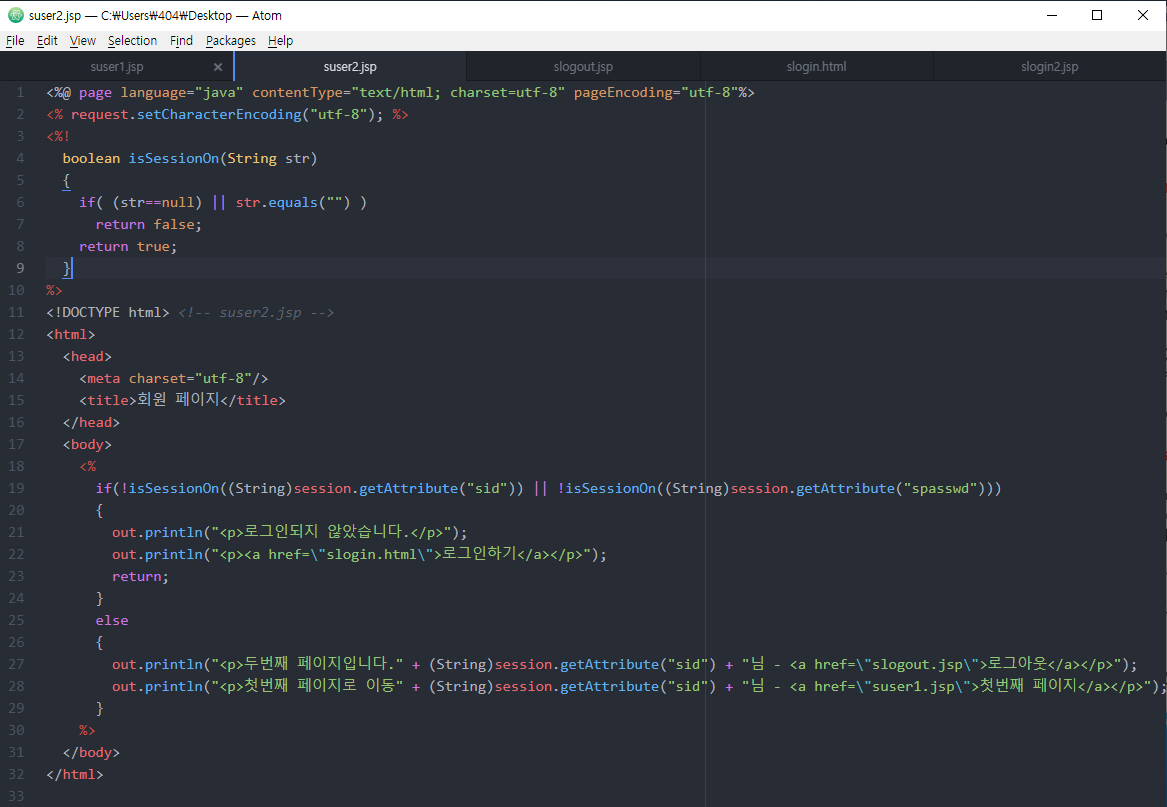 suser2.jsp — C:₩Users₩404₩Desktop — Atom
File Edit View Selection Find Packages Help
suser1.jsp suser2.jsp slogout.jsp slogin.html slogin2.jsp
1 <%@ page language="java" contentType="text/html; charset=utf-8" pageEncoding="utf-8"%>
2 <% request.setCharacterEncoding("utf-8"); %>
3 <%!
4 boolean isSessionOn(String str)
5 {
6 if( (str==null) || str.equals("") )
7 return false;
8 return true;
9 }
10 %>
11 <!DOCTYPE html> <!-- suser2.jsp -->
12 <html>
13 <head>
14 <meta charset="utf-8"/>
15 <title>회원 페이지</title>
16 </head>
17 <body>
18 <%
19 if(!isSessionOn((String)session.getAttribute("sid")) || !isSessionOn((String)session.getAttribute("spasswd")))
20 {
21 out.println("<p>로그인되지 않았습니다.</p>");
22 out.println("<p><a href=\"slogin.html\">로그인하기</a></p>");
23 return;
24 }
25 else
26 {
27 out.println("<p>두번째 페이지입니다." + (String)session.getAttribute("sid") + "님 - <a href=\"slogout.jsp\">로그아웃</a></p>");
28 out.println("<p>첫번째 페이지로 이동" + (String)session.getAttribute("sid") + "님 - <a href=\"suser1.jsp\">첫번째 페이지</a></p>");
29 }
30 %>
31 </body>
32 </html>
33